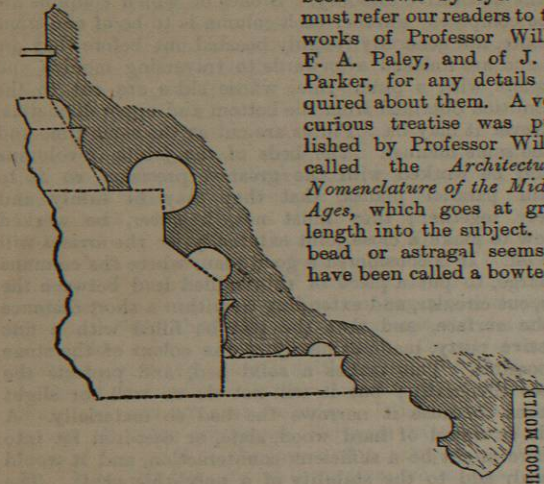 must refer our readers to t
works of Professor Wil
F. A. Paley, and of J.
Parker, for any details
quired about them. A v
curious treatise was p
lished by Professor Wil
called the Architectu
Nomenclature of the Mid
Ages, which goes at gr
length into the subject.
bead or astragal seems
have been called a bowte
HOOD MOULD